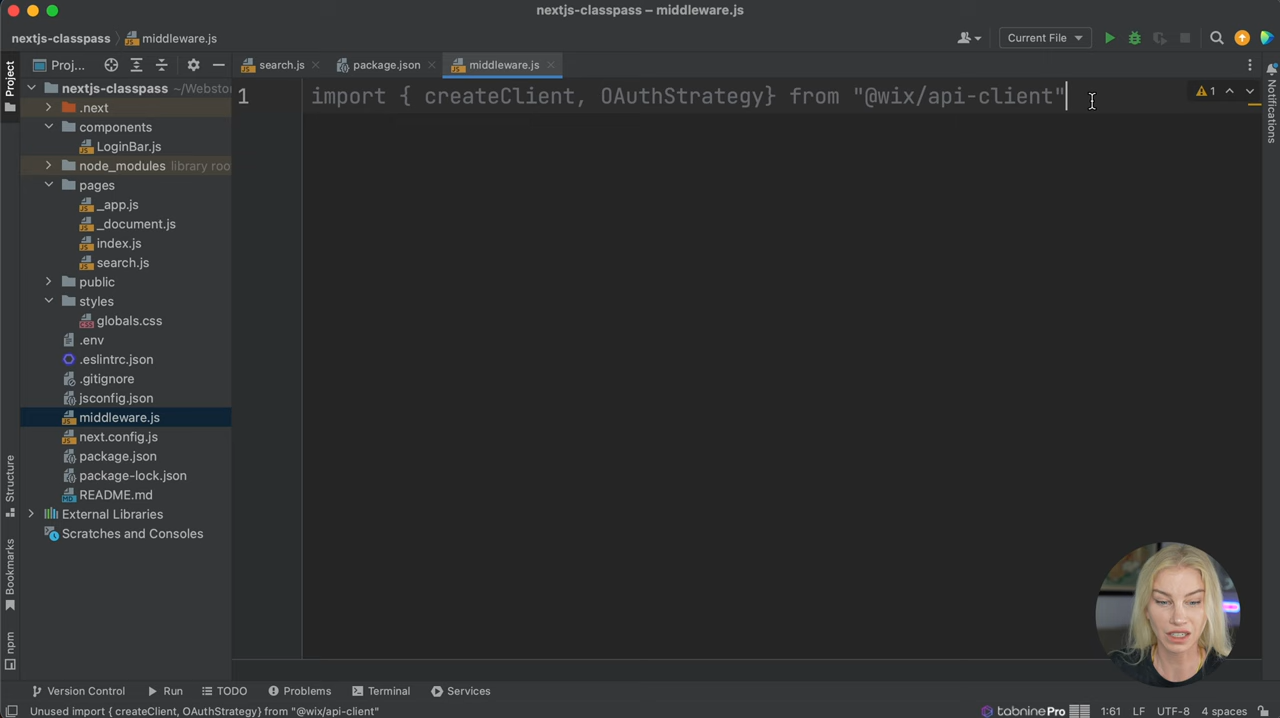 nextjs-classpass – middleware.js
nextjs-classpass
middleware.js
Current File
Project
Proj...
search.js
package.json
middleware.js
nextjs-classpass ~/Websto
1
import { createClient, OAuthStrategy} from "@wix/api-client"
1
Notifications
.next
components
LoginBar.js
node_modules library roo
pages
_app.js
_document.js
index.js
search.js
public
styles
globals.css
.env
.eslintrc.json
.gitignore
jsconfig.json
middleware.js
next.config.js
package.json
package-lock.json
README.md
External Libraries
Scratches and Consoles
Structure
Bookmarks
npm
Version Control
Run
TODO
Problems
Terminal
Services
Unused import { createClient, OAuthStrategy} from "@wix/api-client"
tabnine Pro
1:61
LF
UTF-8
4 spaces